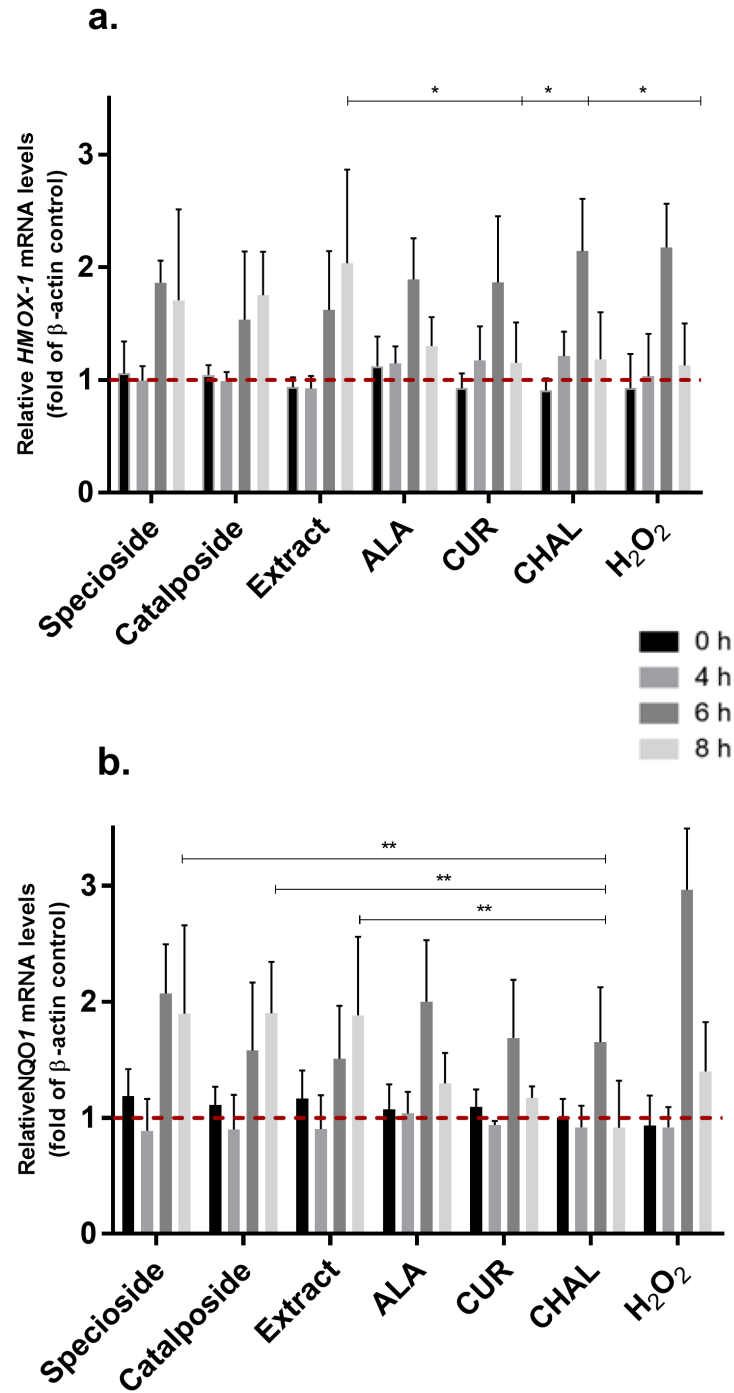 a.
Relative HMOX-1 mRNA levels
(fold of β-actin control)
* * *
3
2
1
0
Specioside
Catalposide
Extract
ALA
CUR
CHAL
H₂O₂
0 h
4 h
6 h
8 h
b.
RelativeNQO1 mRNA levels
(fold of β-actin control)
**
**
**
3
2
1
0
Specioside
Catalposide
Extract
ALA
CUR
CHAL
H₂O₂